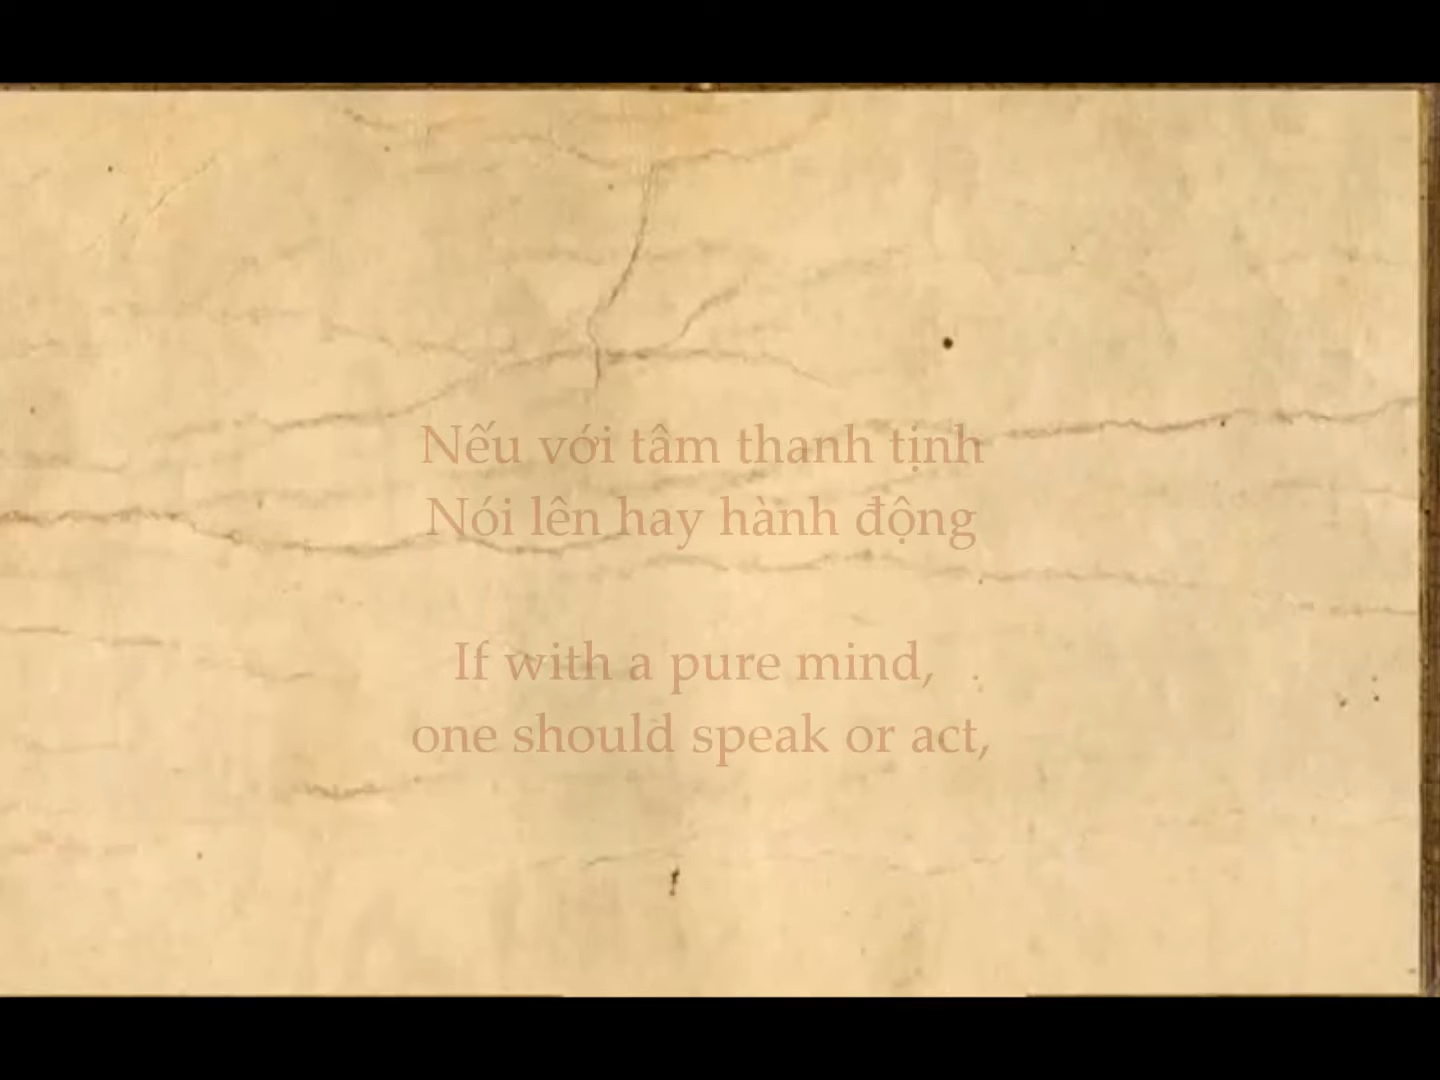 Nếu với tâm thanh tịnh
Nói lên hay hành động
If with a pure mind,
one should speak or act,